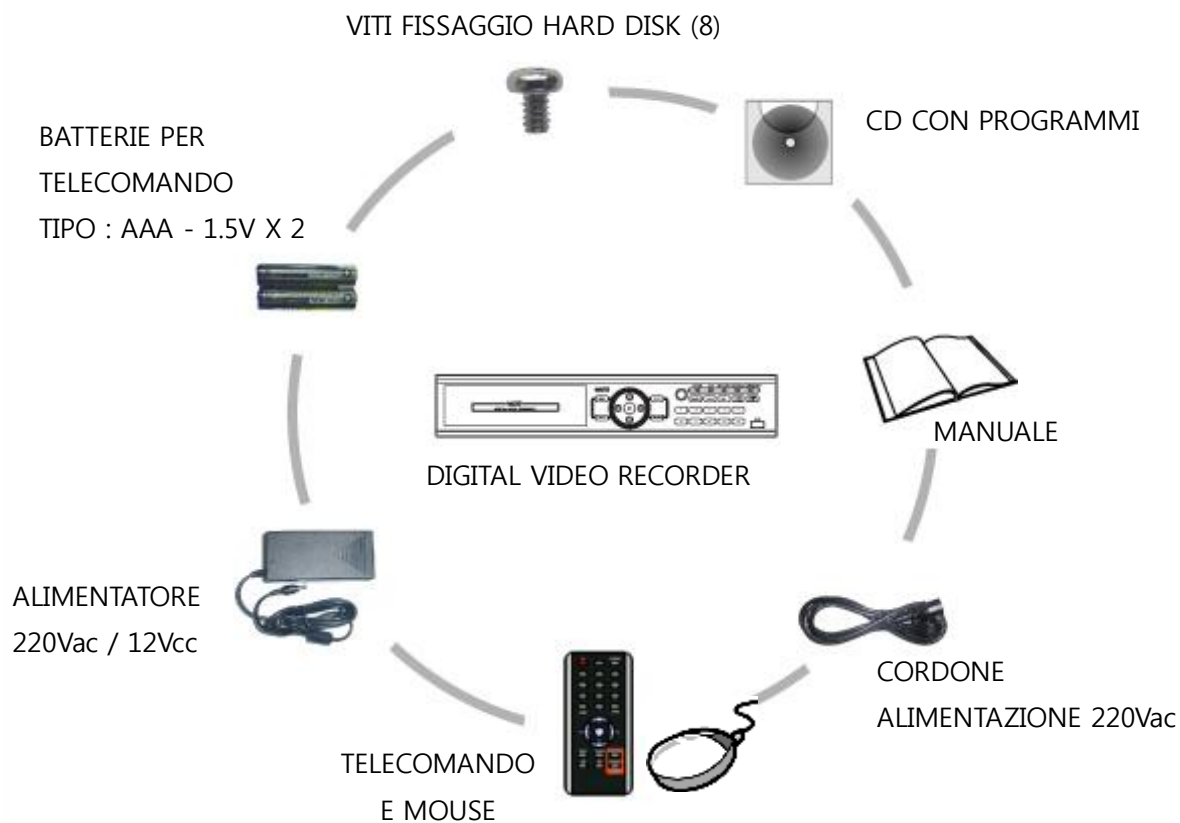 VITI FISSAGGIO HARD DISK (8)
CD CON PROGRAMMI
BATTERIE PER
TELECOMANDO
TIPO : AAA - 1.5V X 2
MANUALE
DIGITAL VIDEO RECORDER
ALIMENTATORE
220Vac / 12Vcc
CORDONE
ALIMENTAZIONE 220Vac
TELECOMANDO
E MOUSE